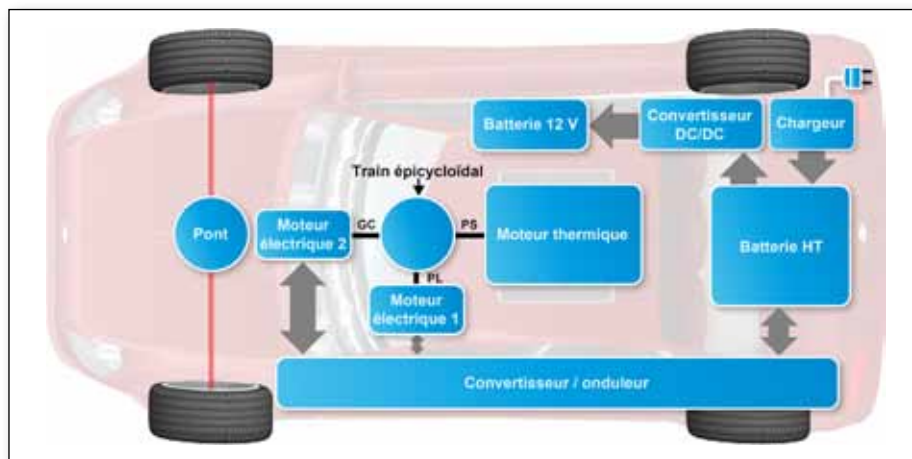 Batterie 12 V
Convertisseur
DC/DC
Chargeur
Train épicycloïdal
Pont
Moteur
électrique 2
GC
PS
Moteur thermique
Batterie HT
PL
Moteur
électrique 1
Convertisseur / onduleur